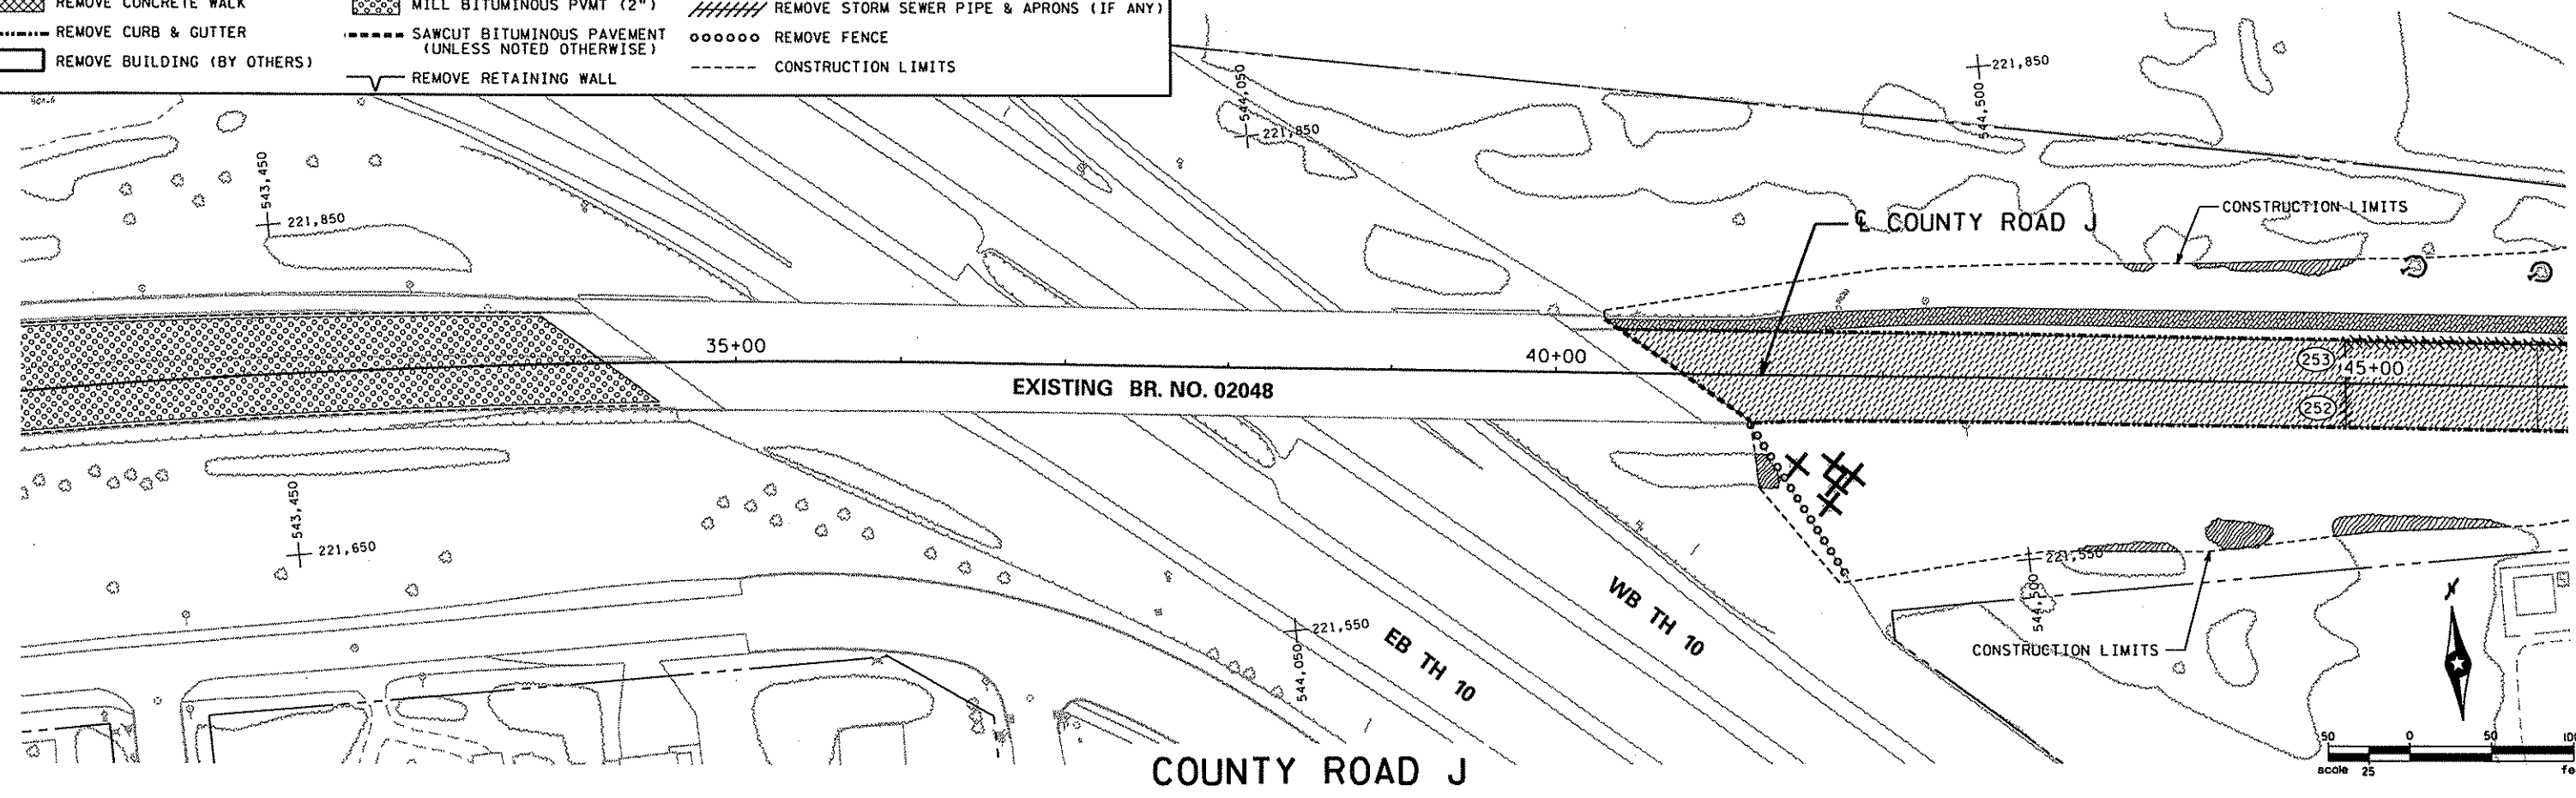 REMOVE CONCRETE WALK
MILL BITUMINOUS PVMT (2")
REMOVE STORM SEWER PIPE & APRONS (IF ANY)
REMOVE CURB & GUTTER
SAWCUT BITUMINOUS PAVEMENT
(UNLESS NOTED OTHERWISE)
REMOVE FENCE
REMOVE BUILDING (BY OTHERS)
REMOVE RETAINING WALL
CONSTRUCTION LIMITS
221,850
544,500
544,050
221,850
543,450
221,850
CONSTRUCTION LIMITS
℄ COUNTY ROAD J
35+00
40+00
253
45+00
EXISTING BR. NO. 02048
252
543,450
221,650
221,550
544,500
221,550
544,050
EB TH 10
WB TH 10
CONSTRUCTION LIMITS
COUNTY ROAD J
50 0 50 100
scale 25 fe